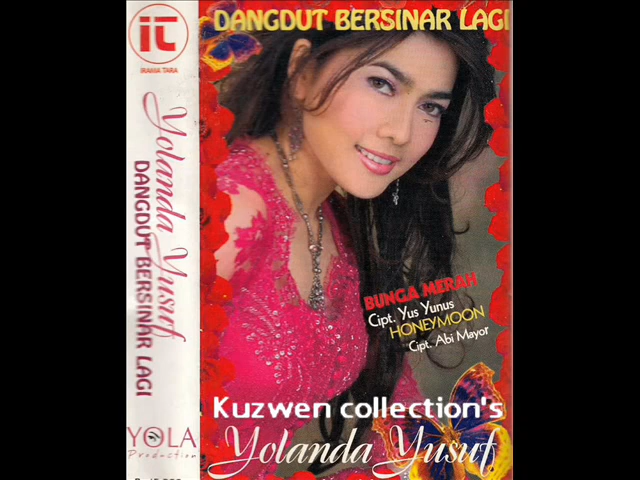 DANGDUT BERSINAR LAGI
it
IRAMA TARA
Yolanda Yusuf
DANGDUT BERSINAR LAGI
YOLA
Production
BUNGA MERAH
Cipt. Yus Yunus
HONEYMOON
Cipt. Abi Mayor
Kuzwen collection's
Yolanda Yusuf